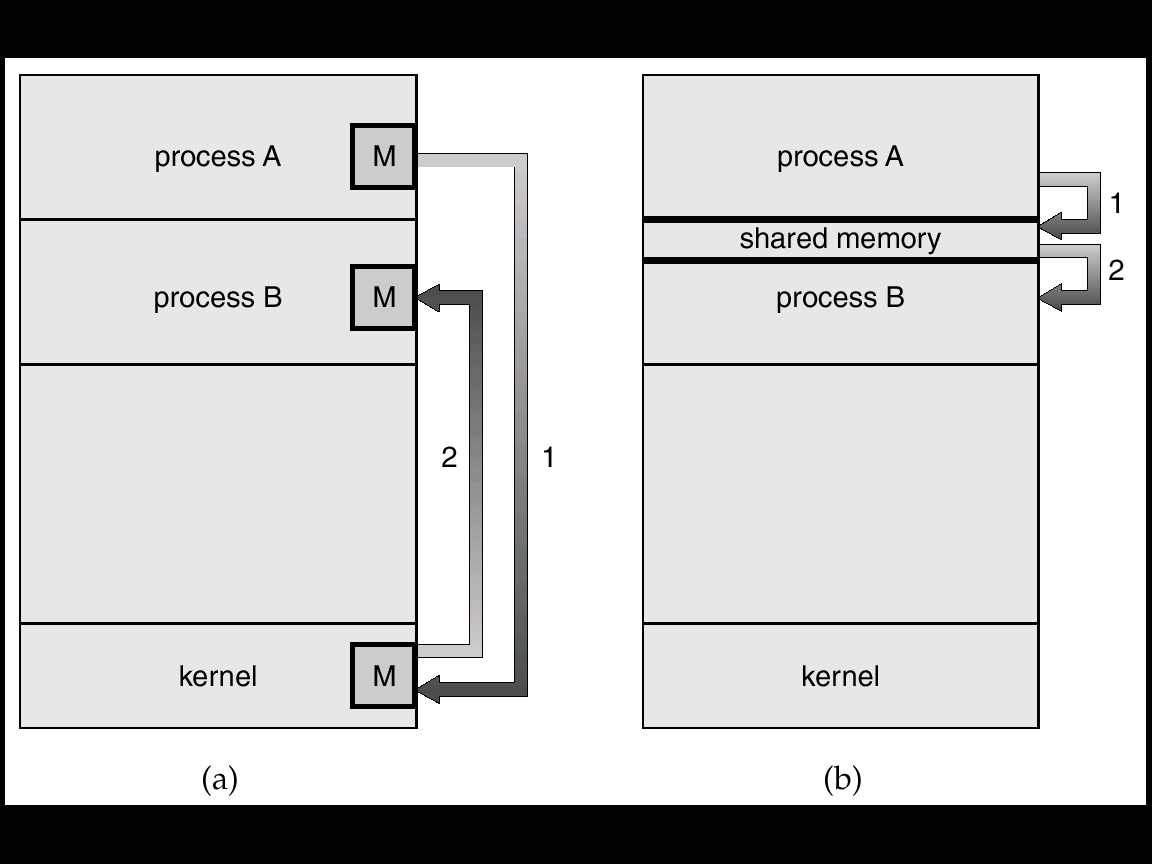 process A
M
process B
M
2
1
kernel
M
(a)
process A
1
shared memory
2
process B
kernel
(b)